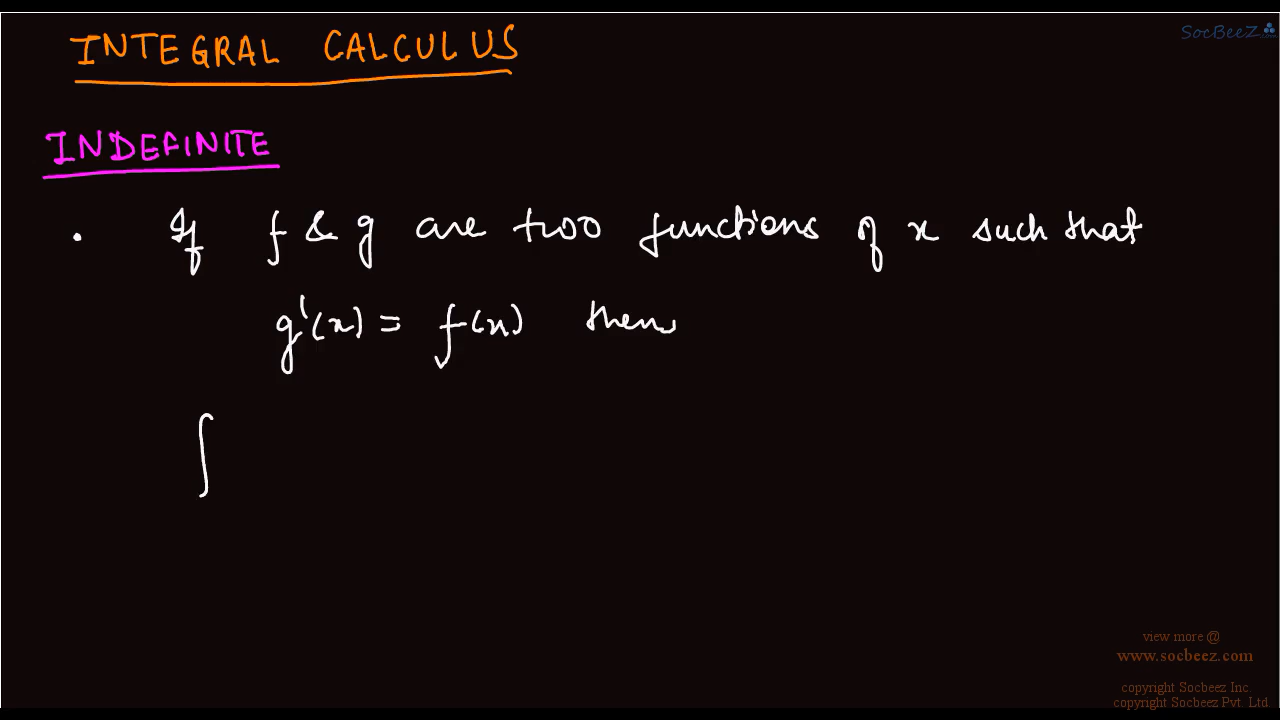 SocBeeZ.com
INTEGRAL CALCULUS
INDEFINITE
• If f & g are two functions of x such that
g'(x) = f(x) then
∫
view more @
www.socbeez.com
copyright Socbeez Inc.
copyright Socbeez Pvt. Ltd.